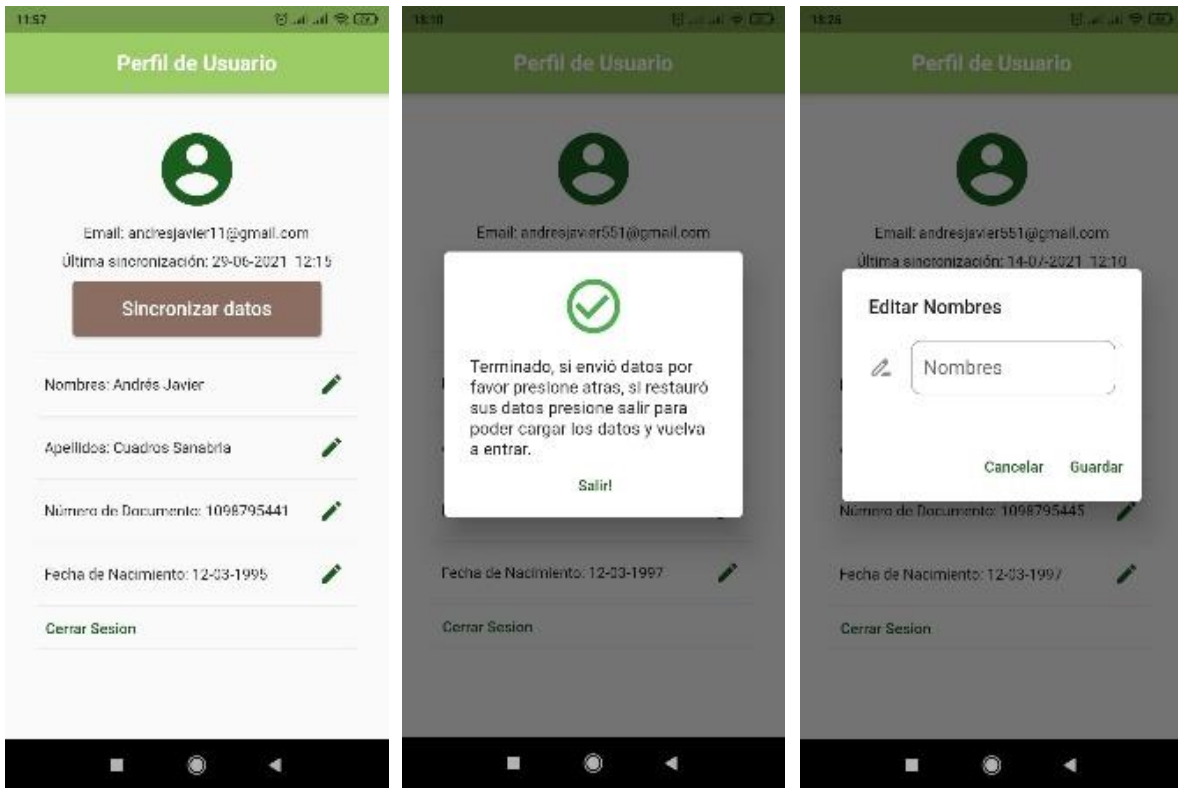 11:57
Perfil de Usuario
Email: andresjavier11@gmail.com
Última sincronización: 29-06-2021 12:15
Sincronizar datos
Nombres: Andrés Javier
Apellidos: Cuadros Sanabria
Número de Documento: 1098795441
Fecha de Nacimiento: 12-03-1995
Cerrar Sesion
18:10
Perfil de Usuario
Email: andresjavier551@gmail.com
Terminado, si envió datos por
favor presione atras, si restauró
sus datos presione salir para
poder cargar los datos y vuelva
a entrar.
Salir!
Fecha de Nacimiento: 12-03-1997
Cerrar Sesion
18:26
Perfil de Usuario
Email: andresjavier551@gmail.com
Última sincronización: 14-07-2021 12:10
Editar Nombres
Nombres
Cancelar Guardar
Número de Documento: 1098795445
Fecha de Nacimiento: 12-03-1997
Cerrar Sesion